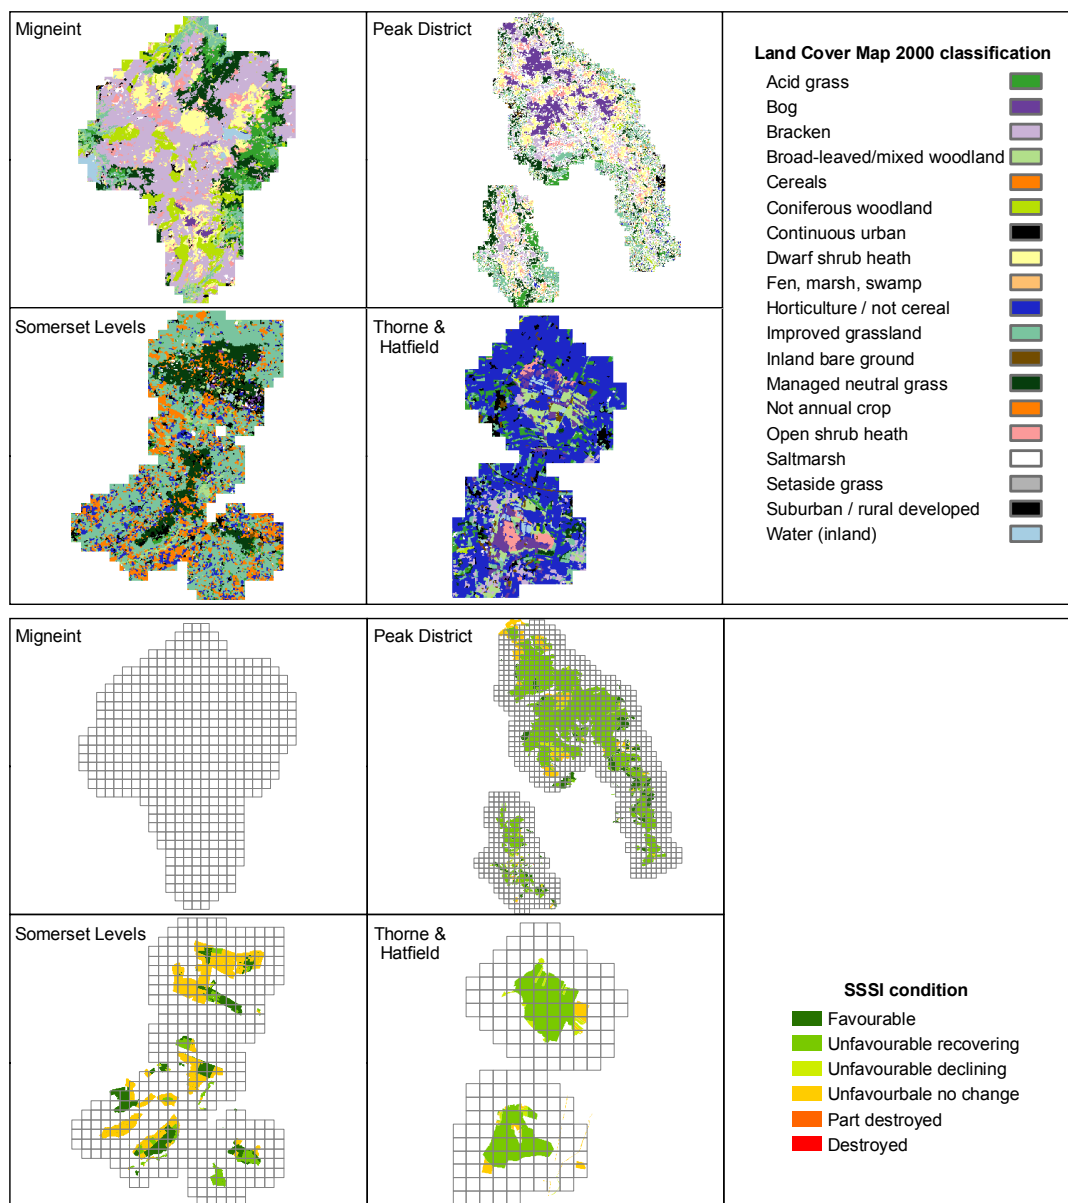 Migneint
Peak District
Land Cover Map 2000 classification
Acid grass
Bog
Bracken
Broad-leaved/mixed woodland
Cereals
Coniferous woodland
Continuous urban
Dwarf shrub heath
Fen, marsh, swamp
Horticulture / not cereal
Improved grassland
Inland bare ground
Managed neutral grass
Not annual crop
Open shrub heath
Saltmarsh
Setaside grass
Suburban / rural developed
Water (inland)
Somerset Levels
Thorne &
Hatfield
Migneint
Peak District
Somerset Levels
Thorne &
Hatfield
SSSI condition
Favourable
Unfavourable recovering
Unfavourable declining
Unfavourbale no change
Part destroyed
Destroyed